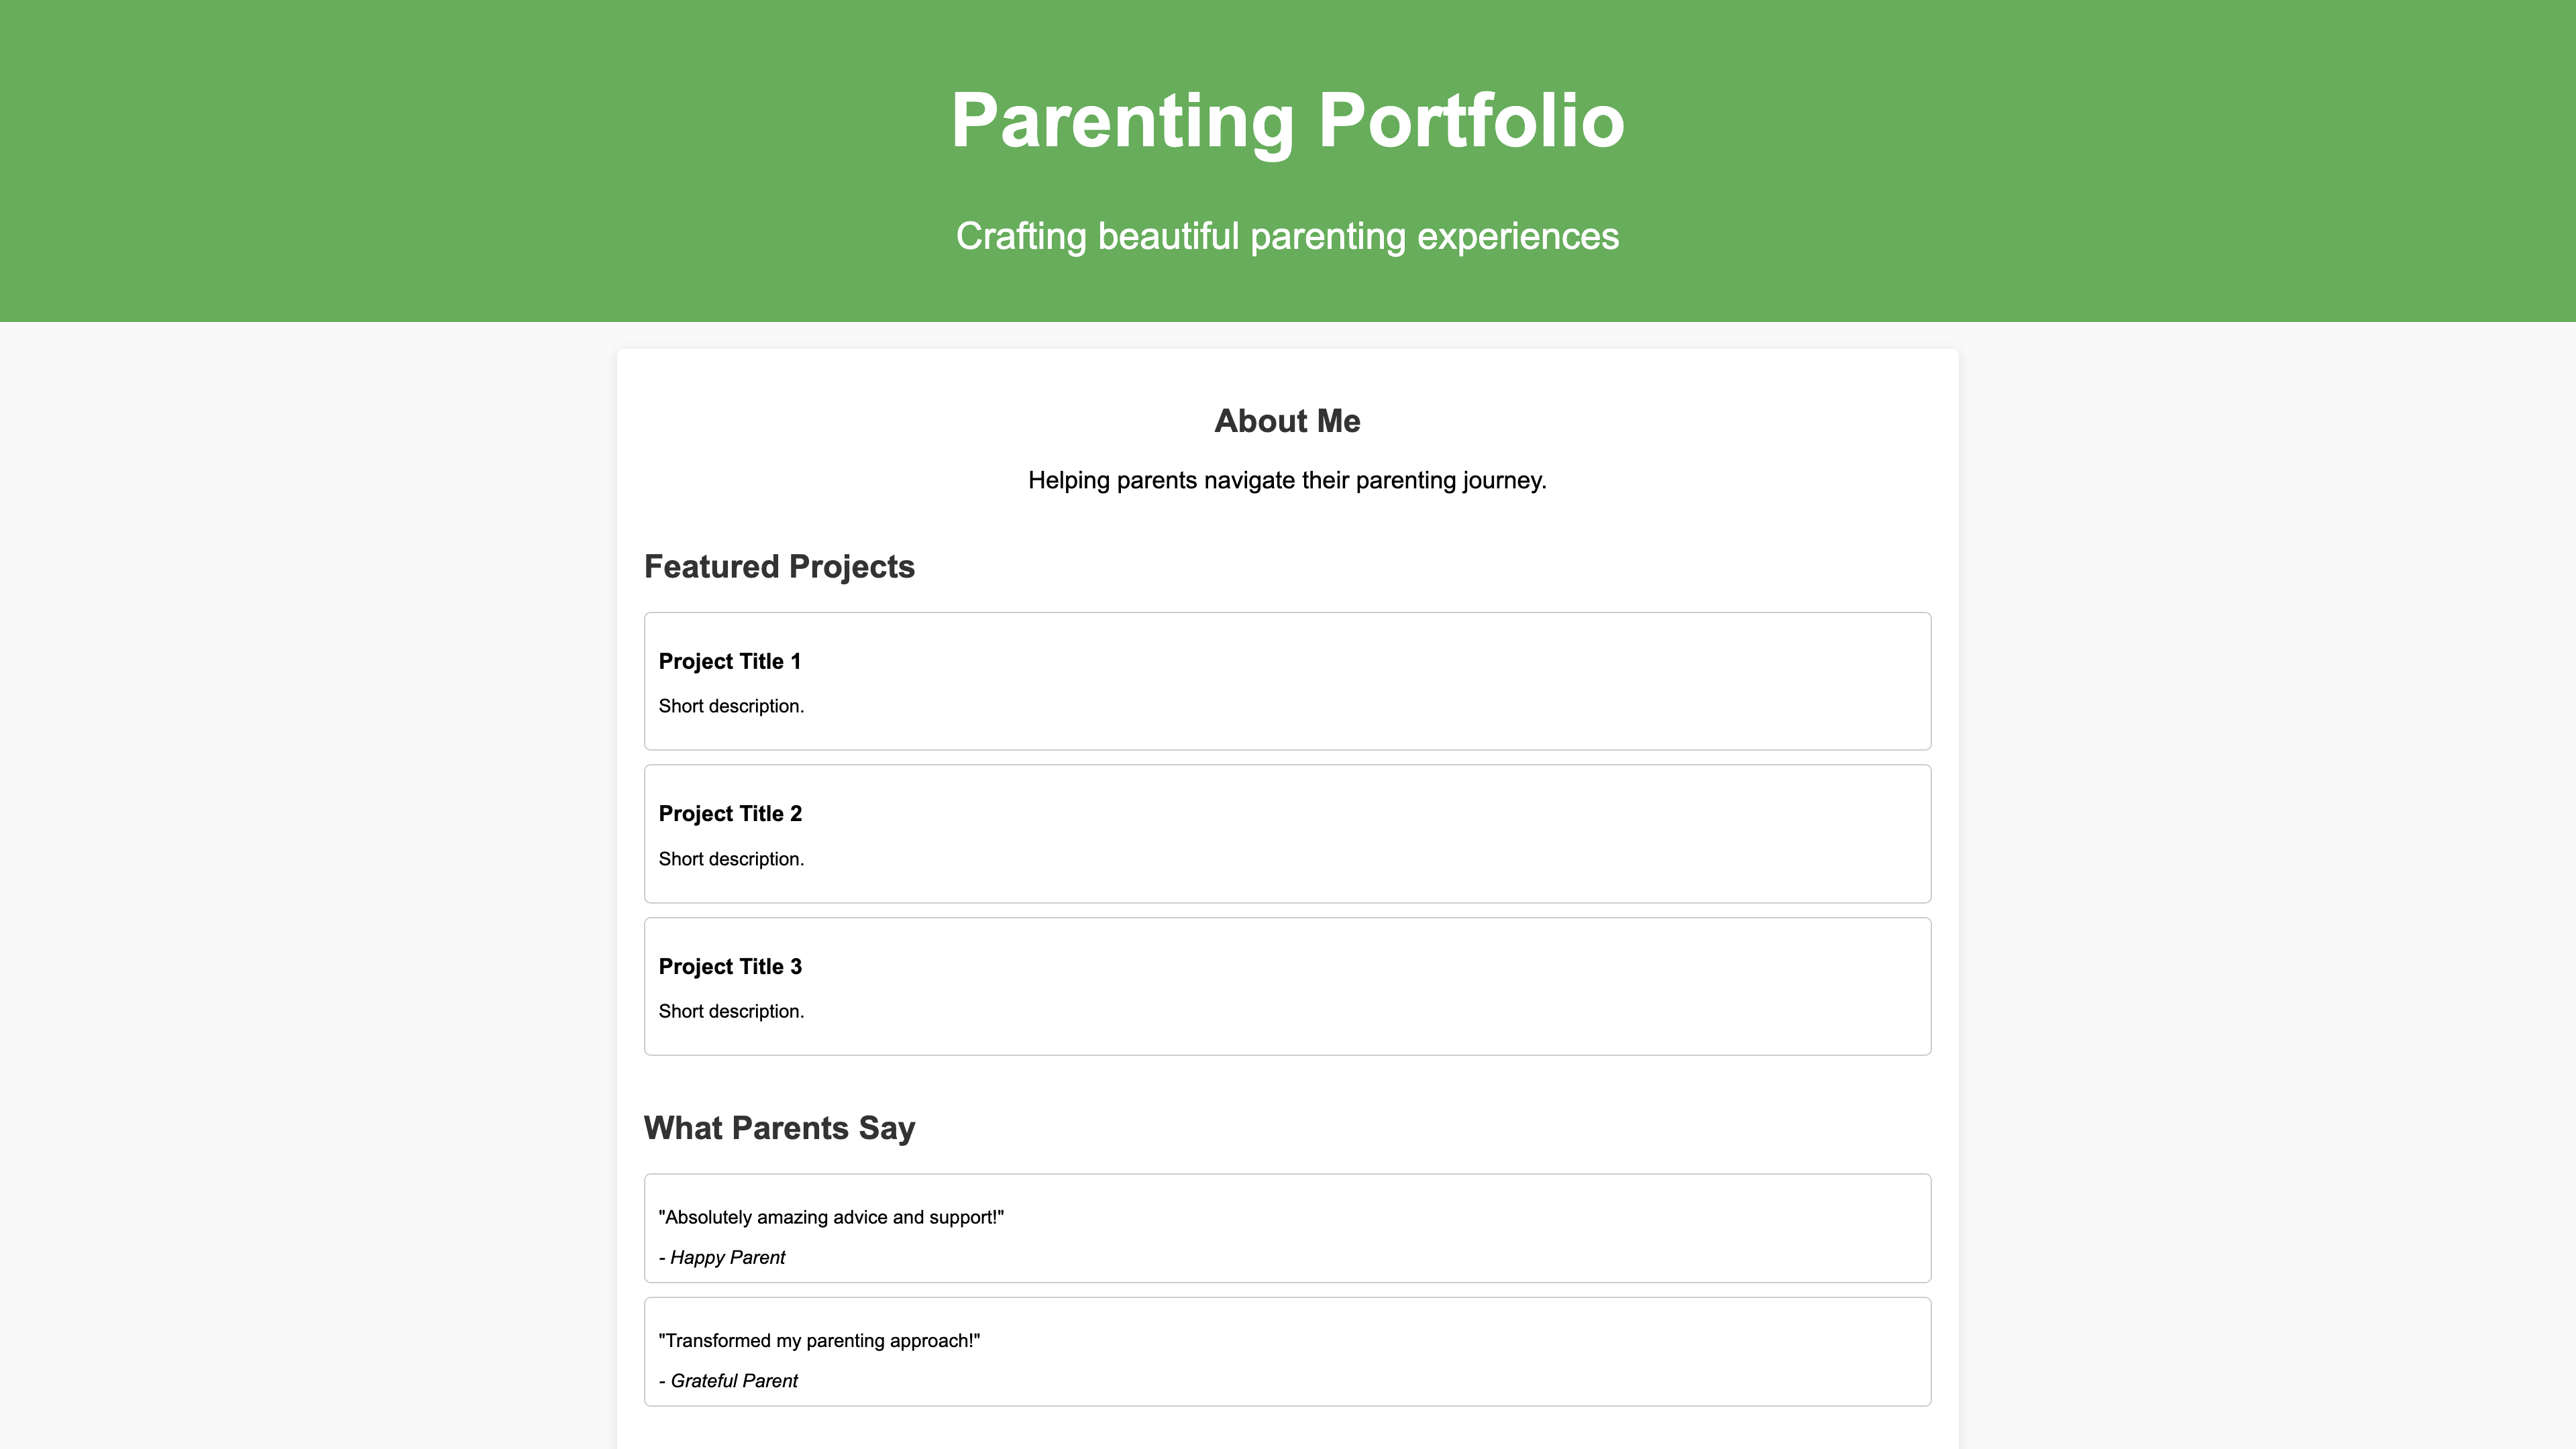 Parenting Portfolio
Crafting beautiful parenting experiences
About Me
Helping parents navigate their parenting journey.
Featured Projects
Project Title 1
Short description.
Project Title 2
Short description.
Project Title 3
Short description.
What Parents Say
"Absolutely amazing advice and support!"
- Happy Parent
"Transformed my parenting approach!"
- Grateful Parent